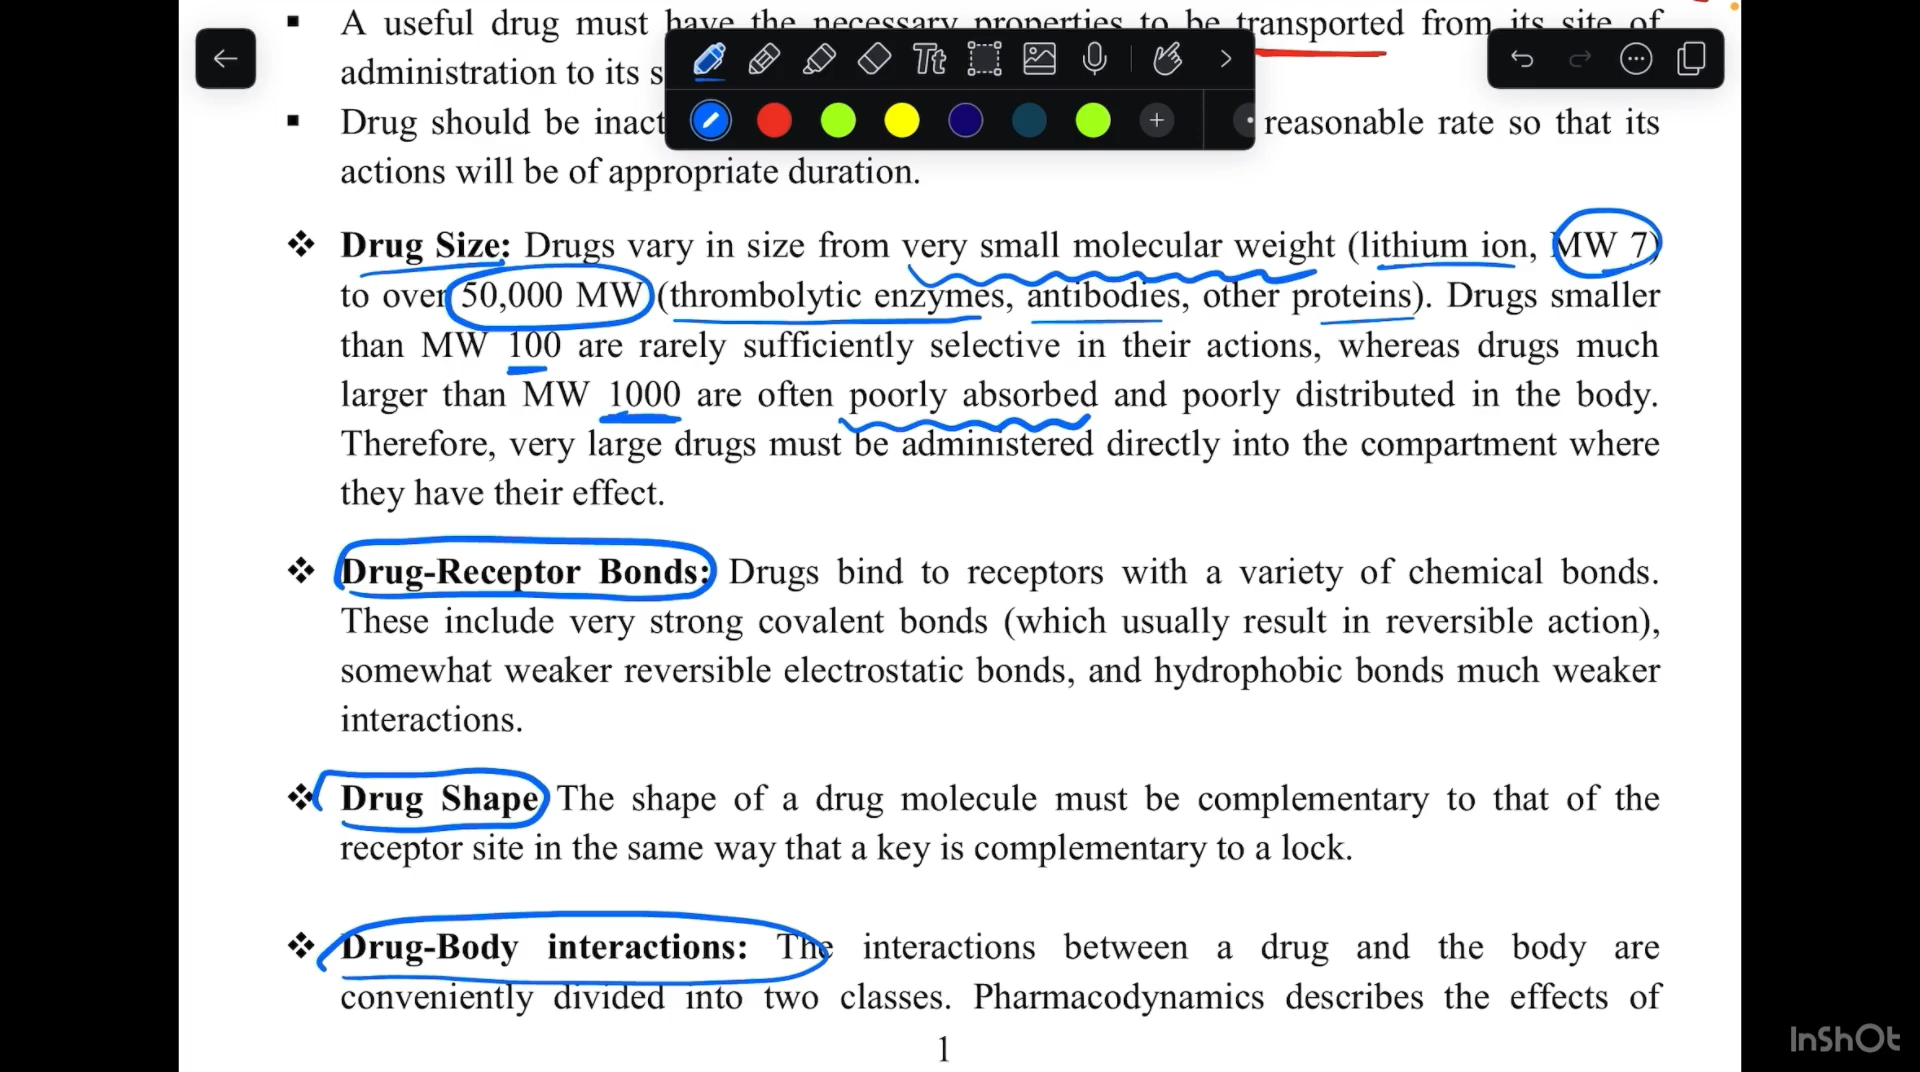 ▪ A useful drug must have the necessary properties to be transported from its site of
administration to its s
▪ Drug should be inact reasonable rate so that its
actions will be of appropriate duration.
❖ Drug Size: Drugs vary in size from very small molecular weight (lithium ion, MW 7)
to over 50,000 MW (thrombolytic enzymes, antibodies, other proteins). Drugs smaller
than MW 100 are rarely sufficiently selective in their actions, whereas drugs much
larger than MW 1000 are often poorly absorbed and poorly distributed in the body.
Therefore, very large drugs must be administered directly into the compartment where
they have their effect.
❖ Drug-Receptor Bonds: Drugs bind to receptors with a variety of chemical bonds.
These include very strong covalent bonds (which usually result in reversible action),
somewhat weaker reversible electrostatic bonds, and hydrophobic bonds much weaker
interactions.
❖ Drug Shape The shape of a drug molecule must be complementary to that of the
receptor site in the same way that a key is complementary to a lock.
❖ Drug-Body interactions: The interactions between a drug and the body are
conveniently divided into two classes. Pharmacodynamics describes the effects of
1
Tt
InShOt